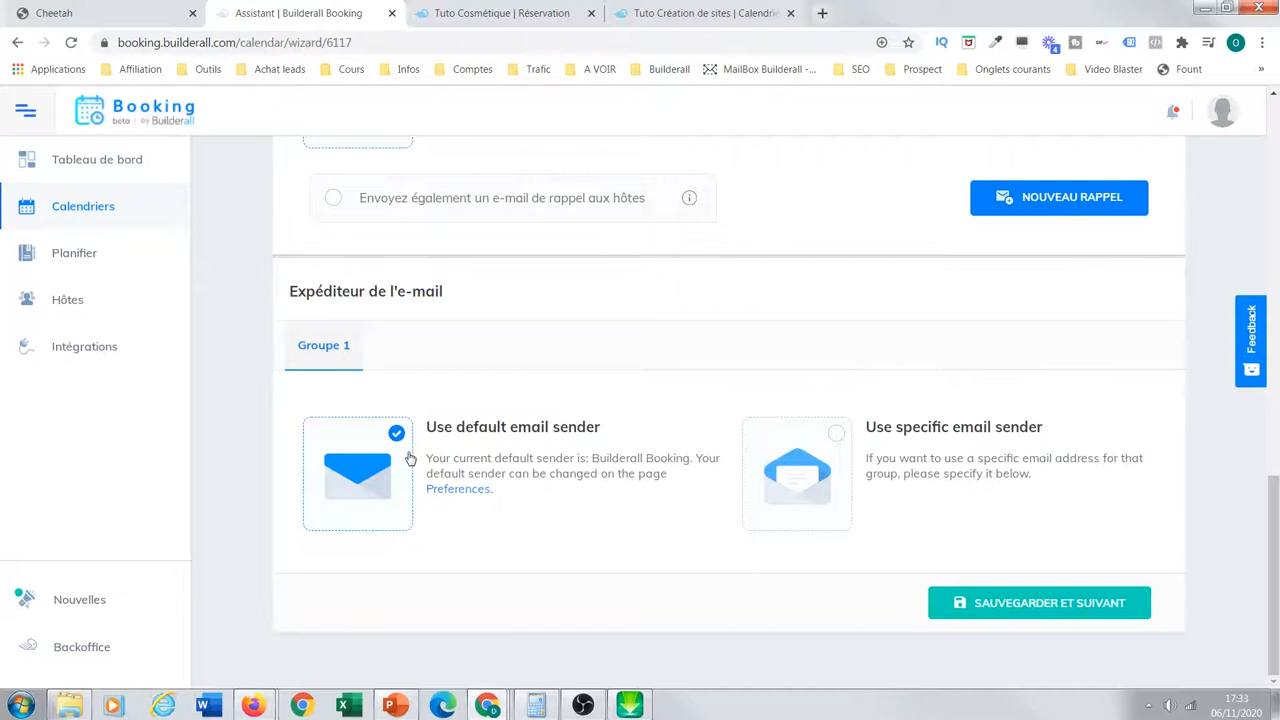 Cheetah
Assistant | Builderall Booking
Tuto Cosmétique | Réserva
Tuto Création de sites | Calendrie
booking.builderall.com/calendar/wizard/6117
Applications
Affiliation
Outils
Achat leads
Cours
Infos
Comptes
Trafic
A VOIR
Builderall
MailBox Builderall -...
SEO
Prospect
Onglets courants
Video Blaster
Fount
»
Booking
beta | by Builderall
Tableau de bord
Calendriers
Planifier
Hôtes
Intégrations
Nouvelles
Backoffice
Envoyez également un e-mail de rappel aux hôtes
NOUVEAU RAPPEL
Expéditeur de l'e-mail
Groupe 1
Use default email sender
Your current default sender is: Builderall Booking. Your
default sender can be changed on the page
Preferences.
Use specific email sender
If you want to use a specific email address for that
group, please specify it below.
SAUVEGARDER ET SUIVANT
Feedback
17:33
06/11/2020